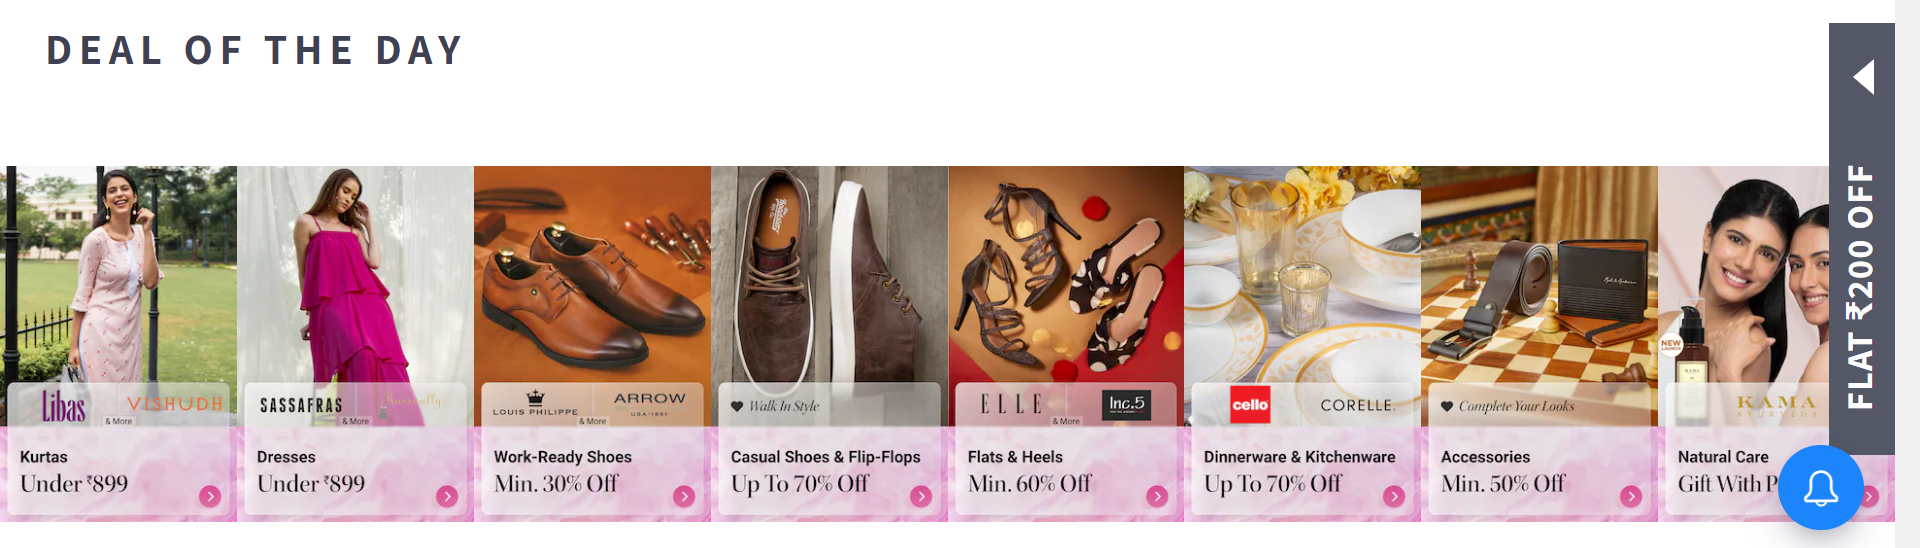 DEAL OF THE DAY
Libas
VISHUDH
& More
Kurtas
Under ₹899
SASSAFRAS
& More
Dresses
Under ₹899
LOUIS PHILIPPE
ARROW
USA•1851
& More
Work-Ready Shoes
Min. 30% Off
Walk In Style
Casual Shoes & Flip-Flops
Up To 70% Off
ELLE
Inc.5
& More
Flats & Heels
Min. 60% Off
cello
CORELLE.
Dinnerware & Kitchenware
Up To 70% Off
Complete Your Looks
Accessories
Min. 50% Off
NEW
LAUNCH
KAMA
AYURVEDA
Natural Care
Gift With P
FLAT ₹200 OFF